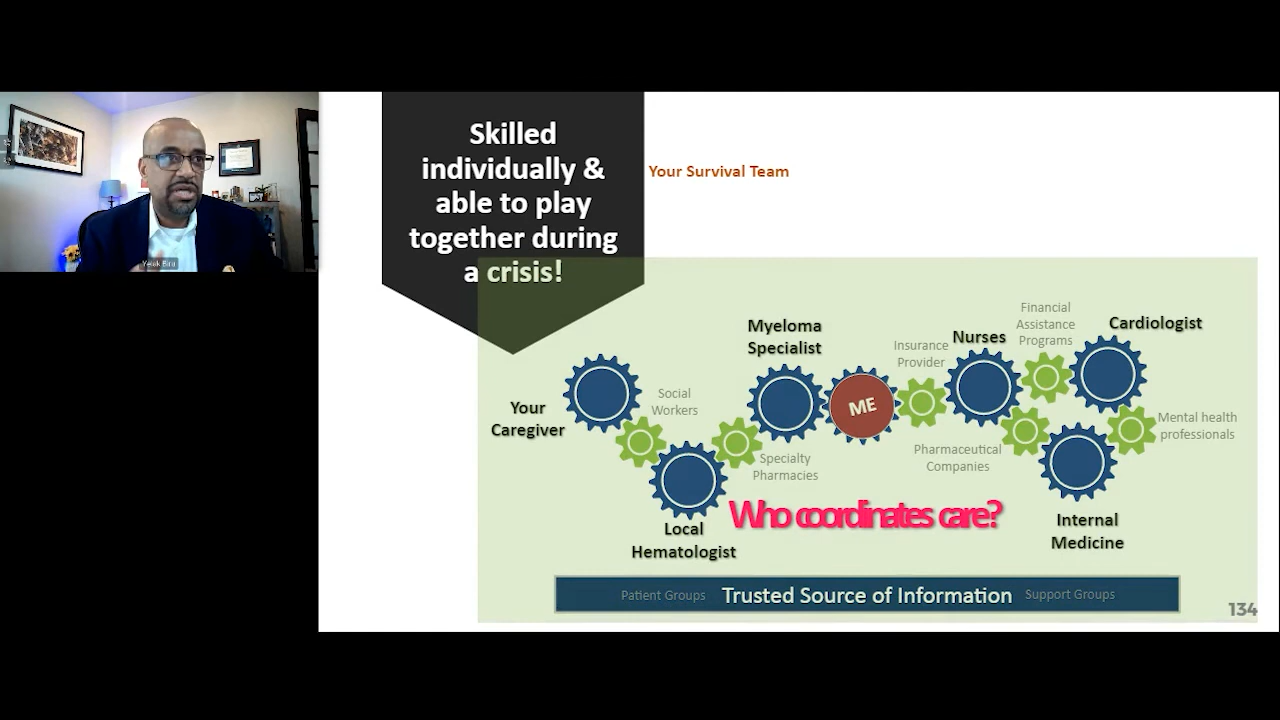 Skilled
individually &
able to play
together during
a crisis!
Your Survival Team
Financial
Assistance
Programs
Cardiologist
Myeloma
Specialist
Insurance
Provider
Nurses
Your
Caregiver
Social
Workers
ME
Mental health
professionals
Specialty
Pharmacies
Pharmaceutical
Companies
Who coordinates care?
Local
Hematologist
Internal
Medicine
Patient Groups Trusted Source of Information Support Groups
134
Yelak Biru